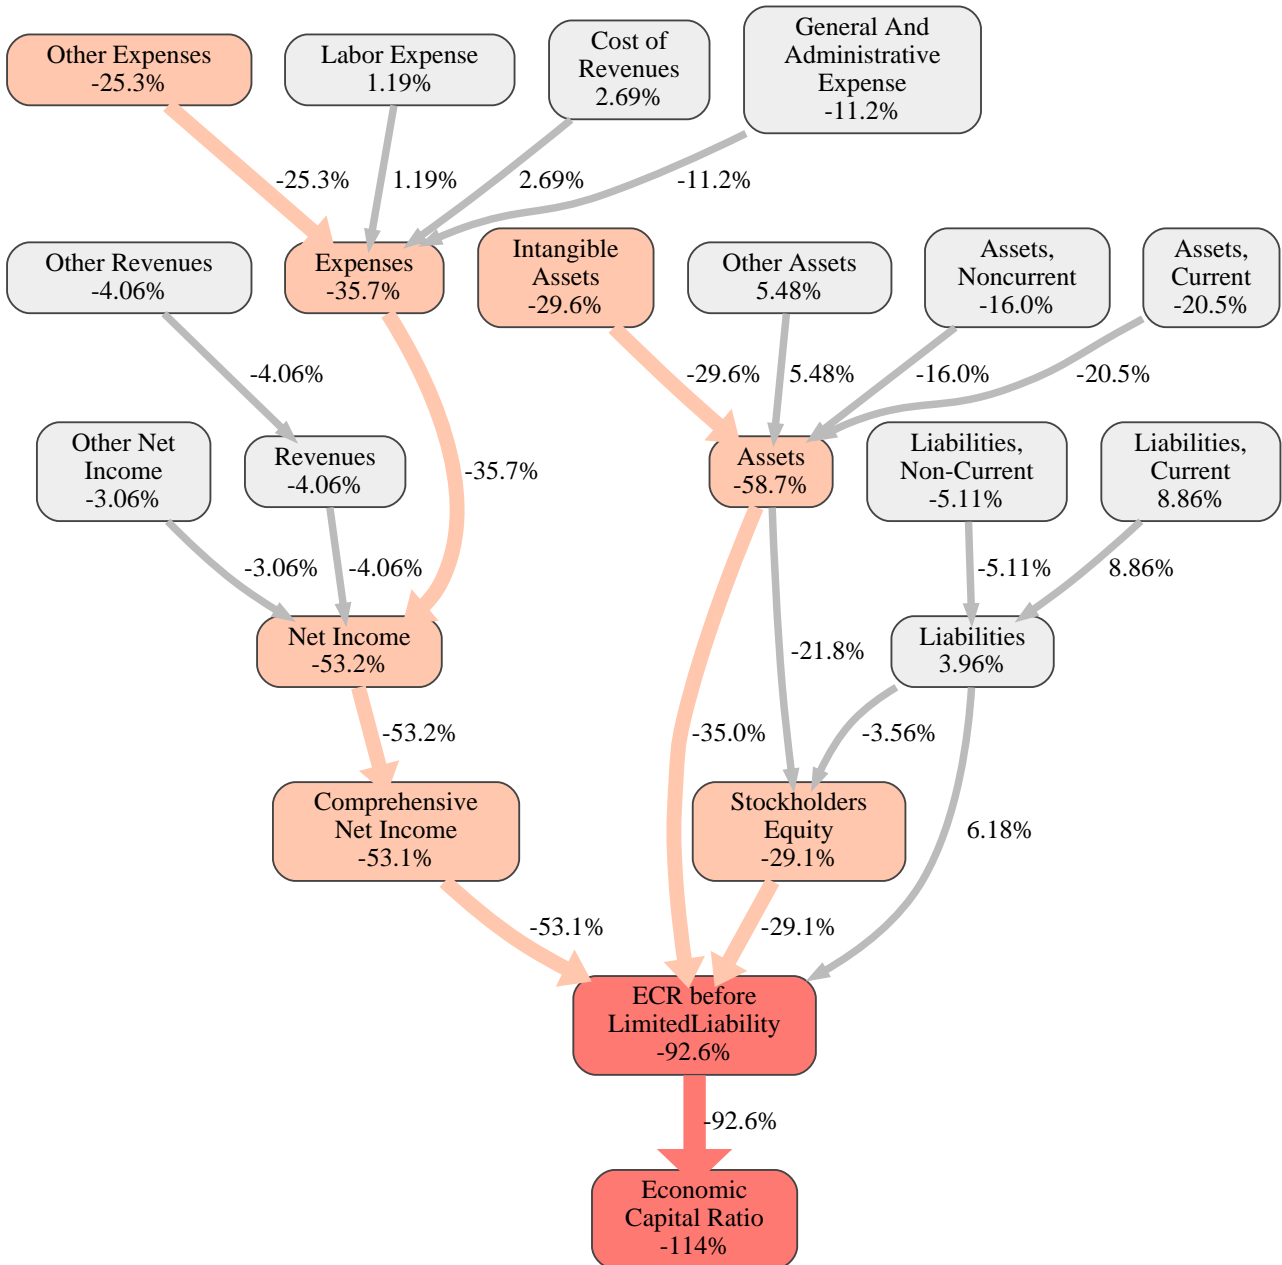 Other Expenses
-25.3%
Labor Expense
1.19%
Cost of
Revenues
2.69%
General And
Administrative
Expense
-11.2%
-25.3%
1.19%
2.69%
-11.2%
Other Revenues
-4.06%
Expenses
-35.7%
Intangible
Assets
-29.6%
Other Assets
5.48%
Assets,
Noncurrent
-16.0%
Assets,
Current
-20.5%
-4.06%
-29.6%
5.48%
-16.0%
-20.5%
Other Net
Income
-3.06%
Revenues
-4.06%
-35.7%
Assets
-58.7%
Liabilities,
Non-Current
-5.11%
Liabilities,
Current
8.86%
-3.06%
-4.06%
-5.11%
8.86%
Net Income
-53.2%
-21.8%
Liabilities
3.96%
-53.2%
-35.0%
-3.56%
Comprehensive
Net Income
-53.1%
Stockholders
Equity
-29.1%
6.18%
-53.1%
-29.1%
ECR before
LimitedLiability
-92.6%
-92.6%
Economic
Capital Ratio
-114%